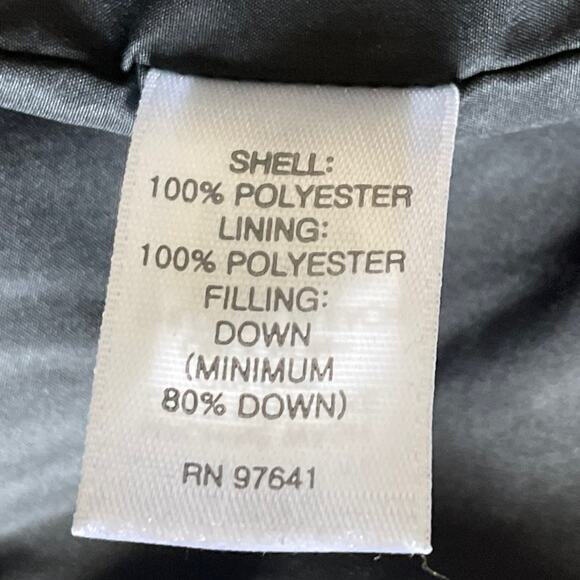 SHELL:
100% POLYESTER
LINING:
100% POLYESTER
FILLING:
DOWN
(MINIMUM
80% DOWN)
RN 97641